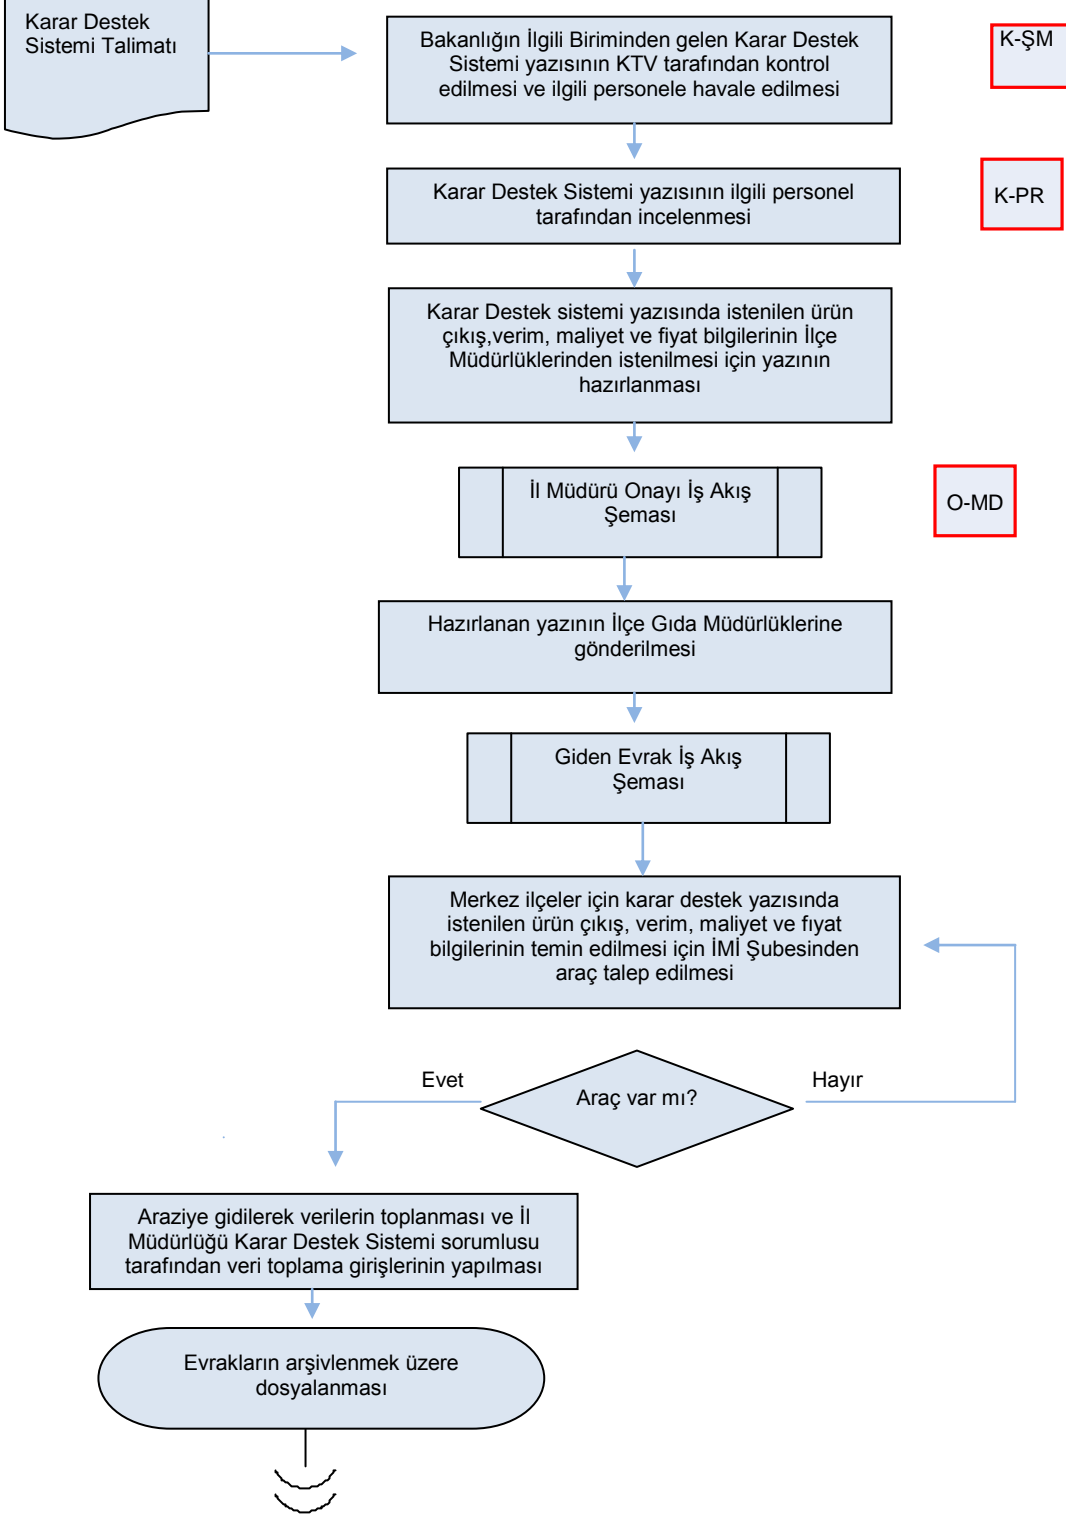 Karar Destek
Sistemi Talimatı
Bakanlığın İlgili Biriminden gelen Karar Destek
Sistemi yazısının KTV tarafından kontrol
edilmesi ve ilgili personele havale edilmesi
K-ŞM
Karar Destek Sistemi yazısının ilgili personel
tarafından incelenmesi
K-PR
Karar Destek sistemi yazısında istenilen ürün
çıkış,verim, maliyet ve fiyat bilgilerinin İlçe
Müdürlüklerinden istenilmesi için yazının
hazırlanması
İl Müdürü Onayı İş Akış
Şeması
O-MD
Hazırlanan yazının İlçe Gıda Müdürlüklerine
gönderilmesi
Giden Evrak İş Akış
Şeması
Merkez ilçeler için karar destek yazısında
istenilen ürün çıkış, verim, maliyet ve fıyat
bilgilerinin temin edilmesi için İMİ Şubesinden
araç talep edilmesi
Evet
Araç var mı?
Hayır
Araziye gidilerek verilerin toplanması ve İl
Müdürlüğü Karar Destek Sistemi sorumlusu
tarafından veri toplama girişlerinin yapılması
Evrakların arşivlenmek üzere
dosyalanması